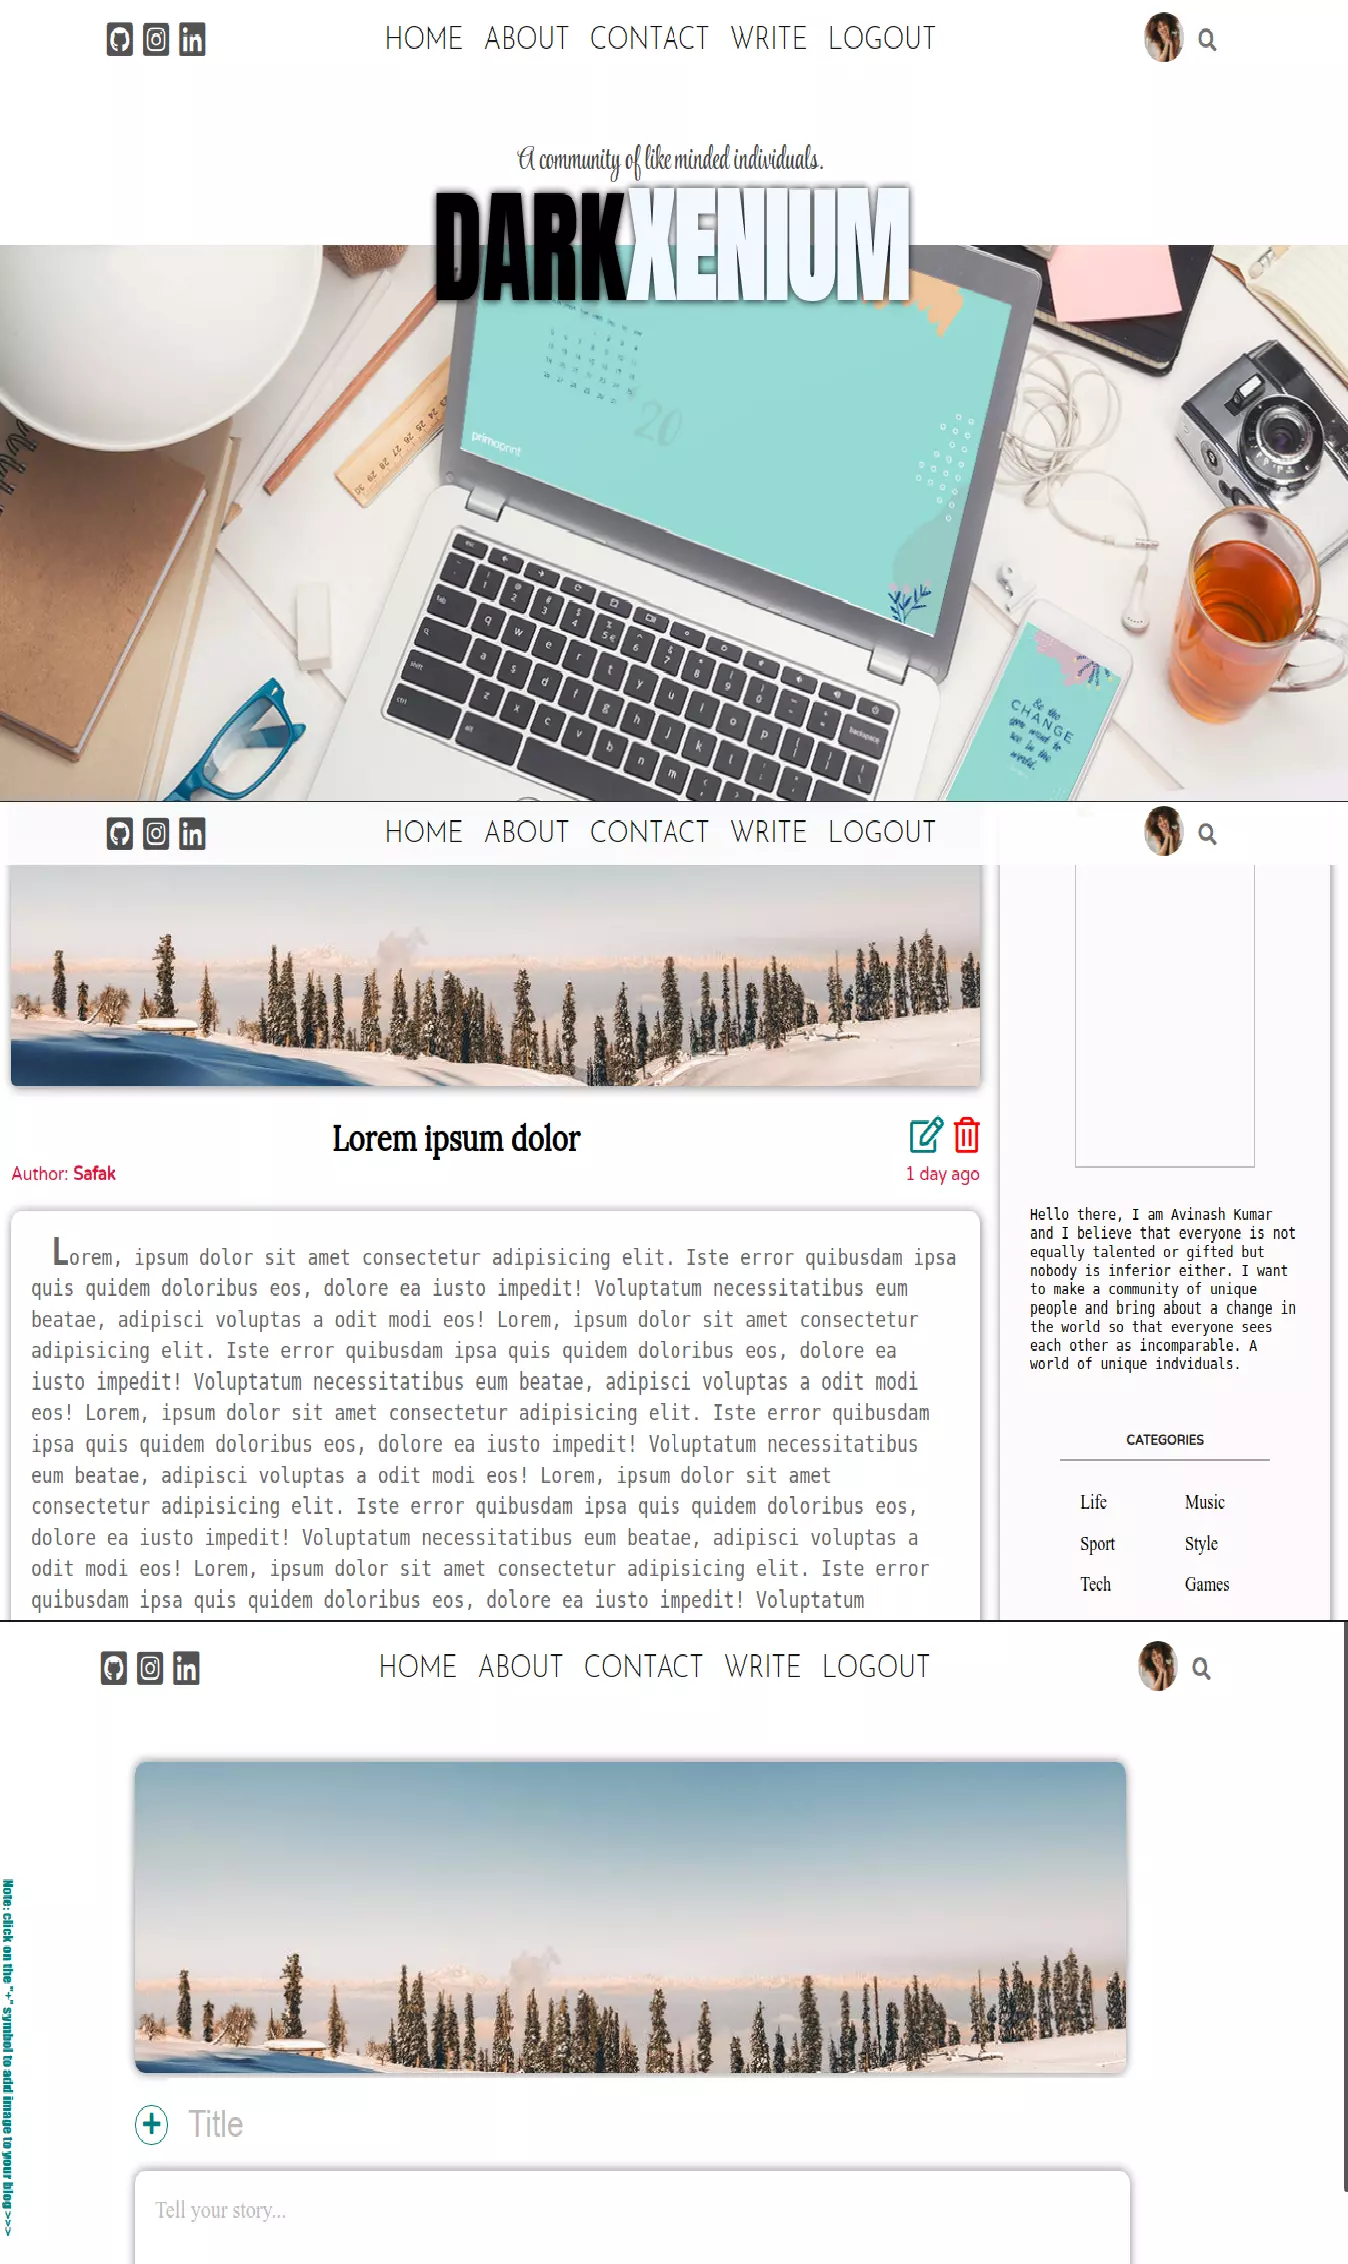 HOME ABOUT CONTACT WRITE LOGOUT
A community of like minded individuals.
DARKXENIUM
20
primaprint
Be the
CHANGE
you want to
see in the
world.
HOME ABOUT CONTACT WRITE LOGOUT
Lorem ipsum dolor
Author: Safak
1 day ago
Lorem, ipsum dolor sit amet consectetur adipisicing elit. Iste error quibusdam ipsa
quis quidem doloribus eos, dolore ea iusto impedit! Voluptatum necessitatibus eum
beatae, adipisci voluptas a odit modi eos! Lorem, ipsum dolor sit amet consectetur
adipisicing elit. Iste error quibusdam ipsa quis quidem doloribus eos, dolore ea
iusto impedit! Voluptatum necessitatibus eum beatae, adipisci voluptas a odit modi
eos! Lorem, ipsum dolor sit amet consectetur adipisicing elit. Iste error quibusdam
ipsa quis quidem doloribus eos, dolore ea iusto impedit! Voluptatum necessitatibus
eum beatae, adipisci voluptas a odit modi eos! Lorem, ipsum dolor sit amet
consectetur adipisicing elit. Iste error quibusdam ipsa quis quidem doloribus eos,
dolore ea iusto impedit! Voluptatum necessitatibus eum beatae, adipisci voluptas a
odit modi eos! Lorem, ipsum dolor sit amet consectetur adipisicing elit. Iste error
quibusdam ipsa quis quidem doloribus eos, dolore ea iusto impedit! Voluptatum
Hello there, I am Avinash Kumar
and I believe that everyone is not
equally talented or gifted but
nobody is inferior either. I want
to make a community of unique
people and bring about a change in
the world so that everyone sees
each other as incomparable. A
world of unique indviduals.
CATEGORIES
Life Music
Sport Style
Tech Games
HOME ABOUT CONTACT WRITE LOGOUT
Note: click on the "+" symbol to add image to your blog>>>
Title
Tell your story...